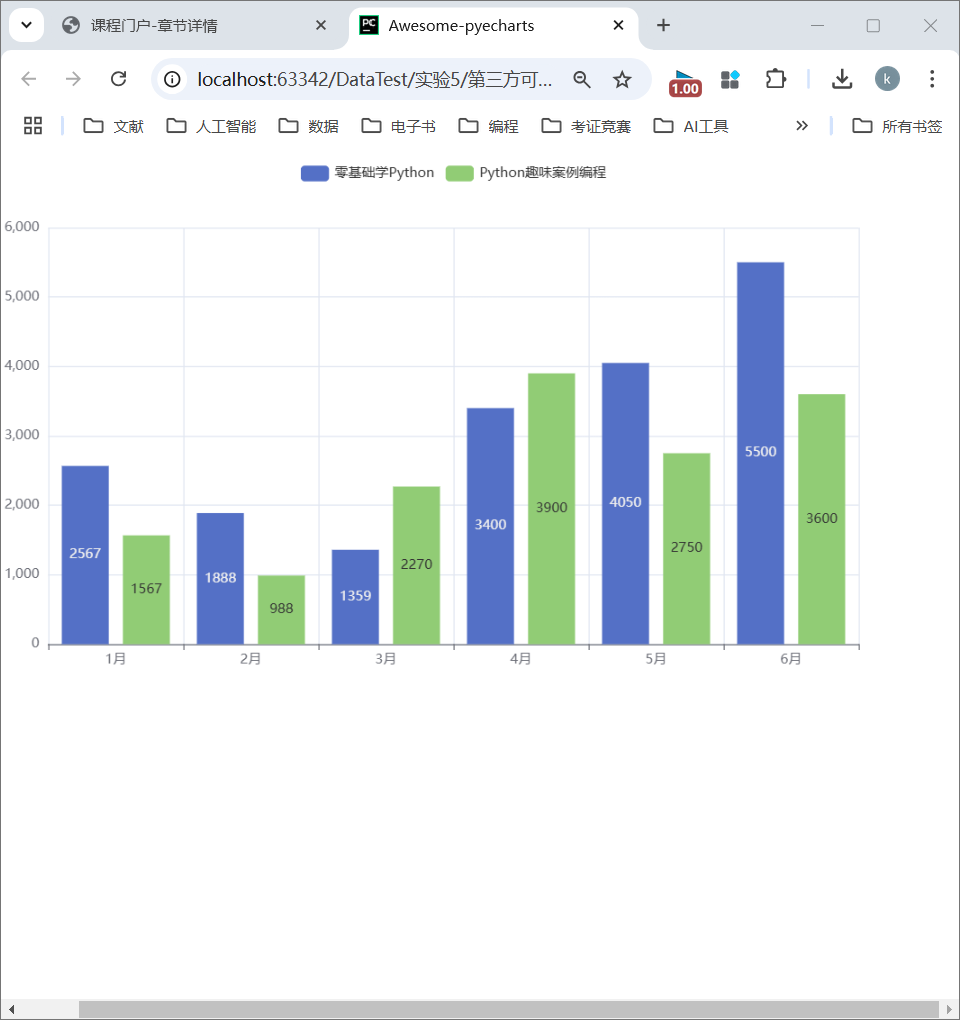 课程门户-章节详情
Awesome-pyecharts
localhost:63342/DataTest/实验5/第三方可...
1.00
k
文献 人工智能 数据 电子书 编程 考证竞赛 AI工具 所有书签
零基础学Python Python趣味案例编程
6,000
5,000
4,000
3,000
2,000
1,000
0
2567
1567
1888
988
1359
2270
3400
3900
4050
2750
5500
3600
1月 2月 3月 4月 5月 6月